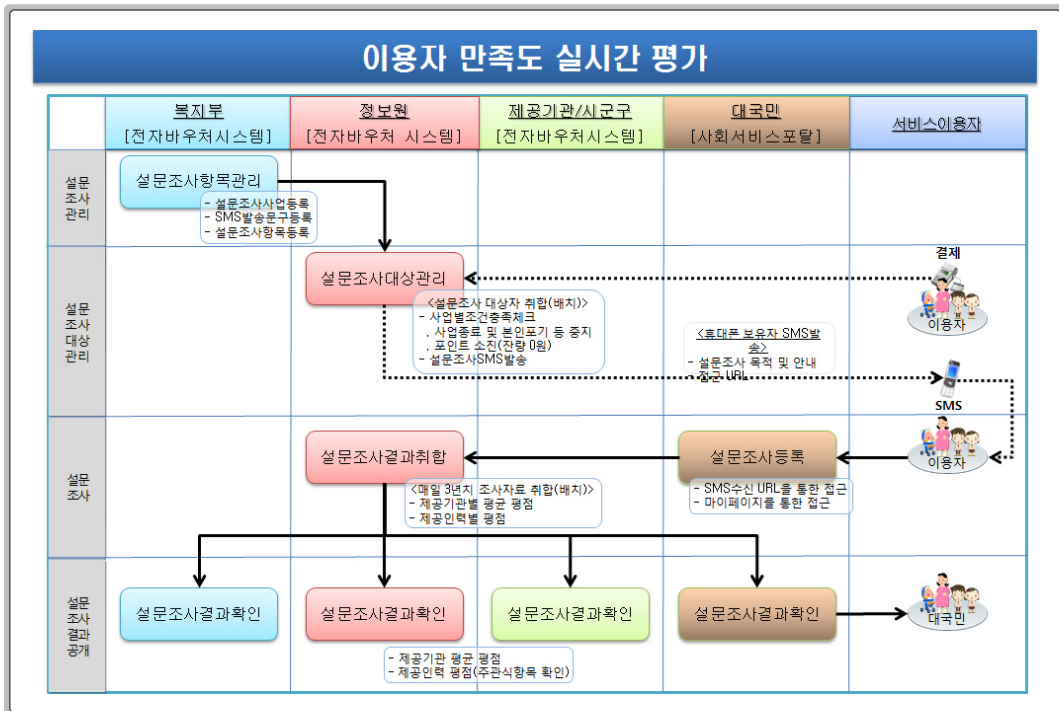 이용자 만족도 실시간 평가
복지부
[전자바우처시스템]
정보원
[전자바우처 시스템]
제공기관/시군구
[전자바우처시스템]
대국민
[사회서비스포탈]
서비스이용자
설문
조사
관리
설문조사항목관리
- 설문조사사업등록
- SMS발송문구등록
- 설문조사항목등록
설문
조사
대상
관리
설문조사대상관리
<설문조사 대상자 취합(배치)>
- 사업별조건충족체크
. 사업종료 및 본인포기 등 중지
. 포인트 소진(잔량 0원)
- 설문조사SMS발송
<휴대폰 보유자 SMS발
송>
- 설문조사 목적 및 안내
- 접근 URL
결제
이용자
SMS
설문
조사
설문조사결과취합
<매일 3년치 조사자료 취합(배치)>
- 제공기관별 평균 평점
- 제공인력별 평점
설문조사등록
- SMS수신 URL을 통한 접근
- 마이페이지를 통한 접근
이용자
설문
조사
결과
공개
설문조사결과확인
설문조사결과확인
설문조사결과확인
설문조사결과확인
대국민
- 제공기관 평균 평점
- 제공인력 평점(주관식항목 확인)